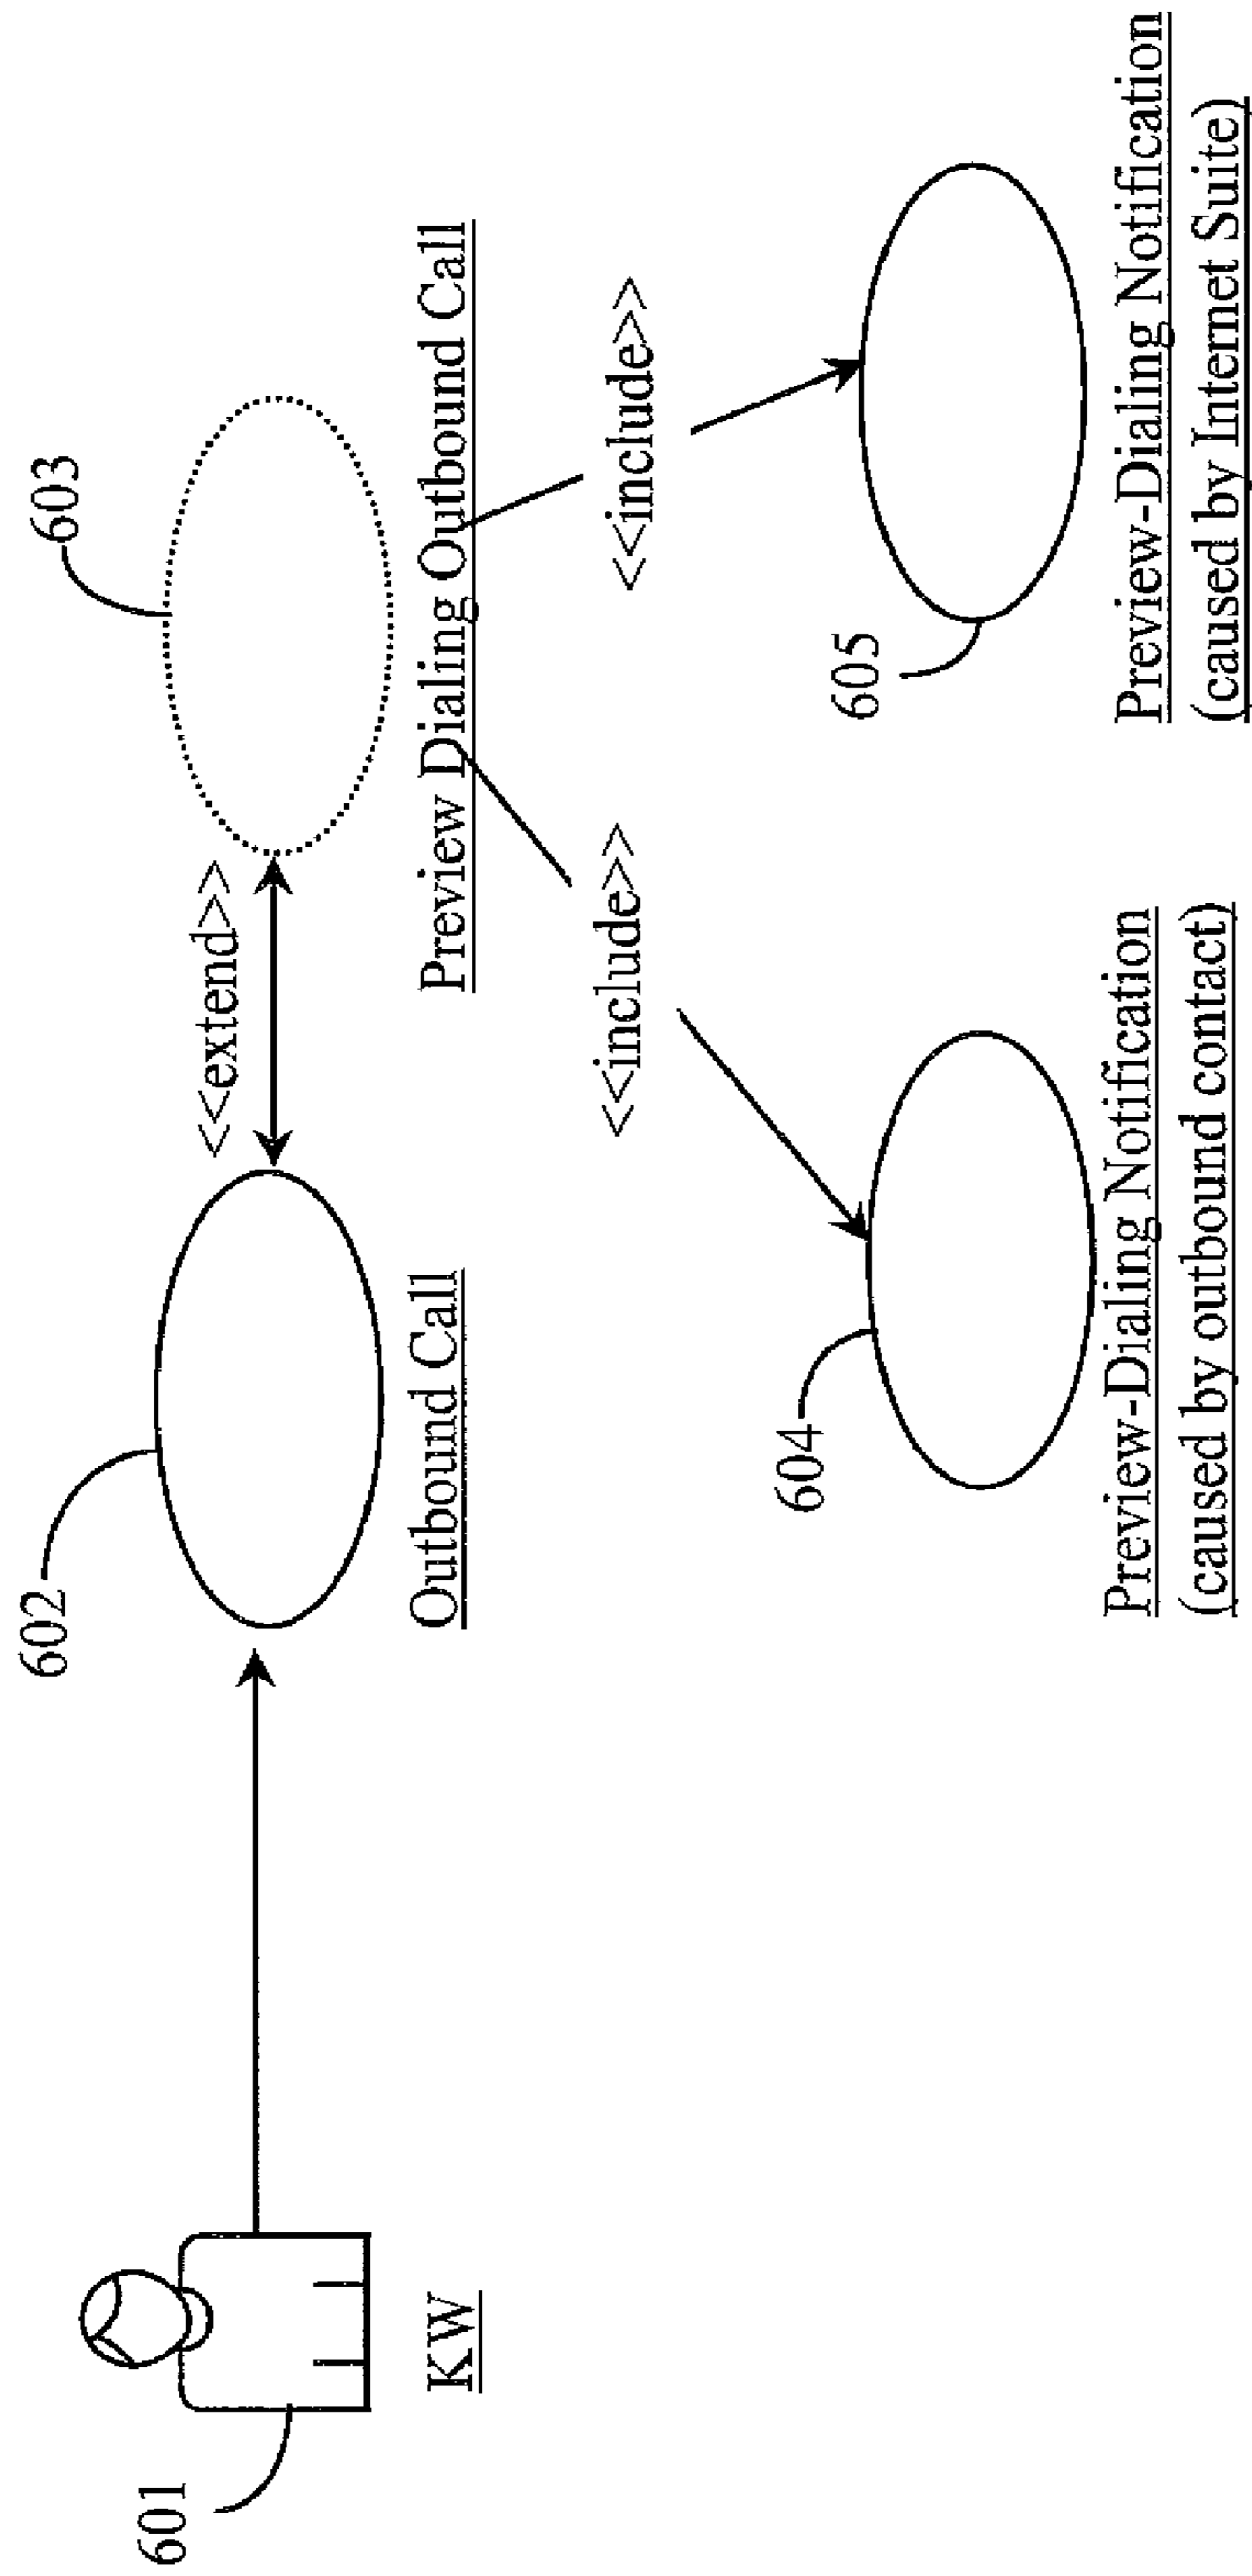 602
603
<<extend>>
601
KW
Outbound Call
Preview Dialing Outbound Call
<<include>>
<<include>>
604
605
Preview-Dialing Notification
(caused by outbound contact)
Preview-Dialing Notification
(caused by Internet Suite)